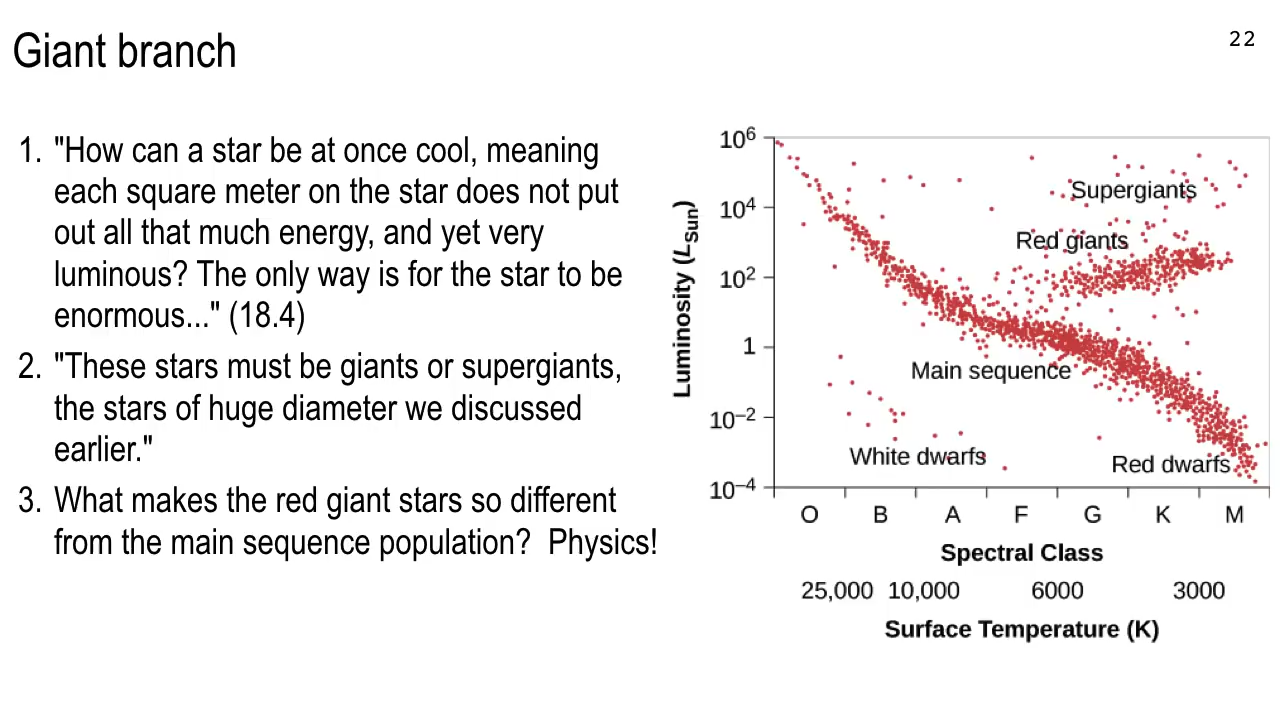 Giant branch
22
1. "How can a star be at once cool, meaning
each square meter on the star does not put
out all that much energy, and yet very
luminous? The only way is for the star to be
enormous..." (18.4)
2. "These stars must be giants or supergiants,
the stars of huge diameter we discussed
earlier."
3. What makes the red giant stars so different
from the main sequence population?  Physics!
Luminosity (L_Sun)
10⁶
10⁴
10²
1
10⁻²
10⁻⁴
Supergiants
Red giants
Main sequence
White dwarfs
Red dwarfs
O B A F G K M
Spectral Class
25,000 10,000 6000 3000
Surface Temperature (K)